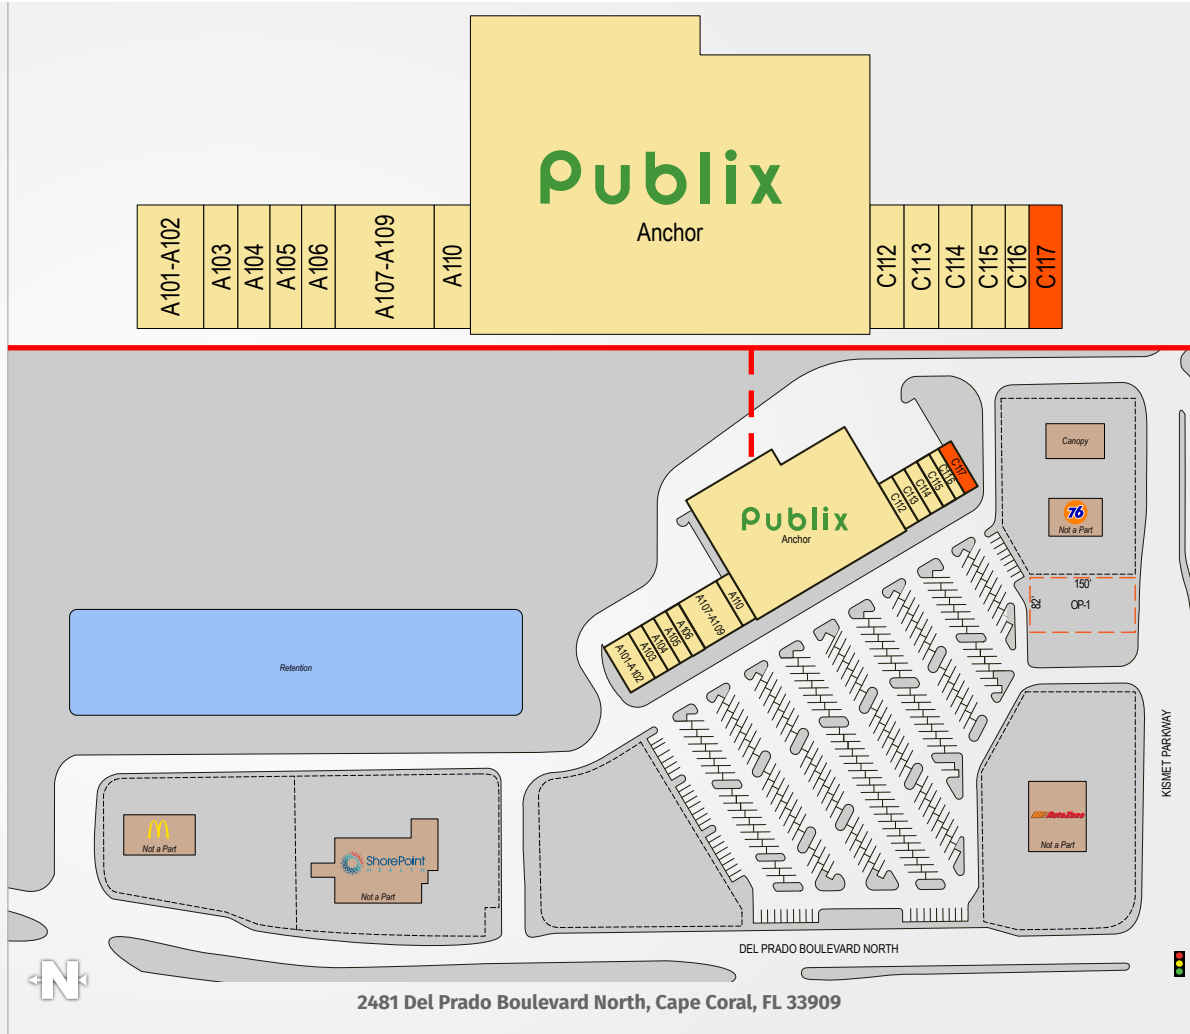 Publix
Anchor
A101-A102
A103
A104
A105
A106
A107-A109
A110
C112
C113
C114
C115
C116
C117
Publix
Anchor
A101-A102
A103
A104
A105
A106
A107-A109
A110
C112
C113
C114
C115
C116
C117
Canopy
76
Not a Part
150'
82'
OP-1
Retention
KISMET PARKWAY
Not a Part
ShorePoint
HEALTH
Not a Part
AutoZone
Not a Part
DEL PRADO BOULEVARD NORTH
N
2481 Del Prado Boulevard North, Cape Coral, FL 33909